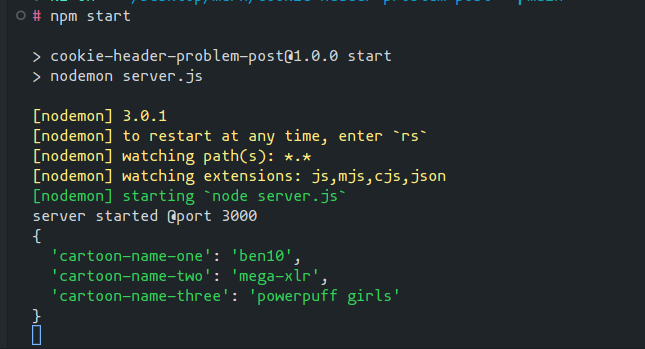 # npm start
> cookie-header-problem-post@1.0.0 start
> nodemon server.js
[nodemon] 3.0.1
[nodemon] to restart at any time, enter `rs`
[nodemon] watching path(s): *.*
[nodemon] watching extensions: js,mjs,cjs,json
[nodemon] starting `node server.js`
server started @port 3000
{
  'cartoon-name-one': 'ben10',
  'cartoon-name-two': 'mega-xlr',
  'cartoon-name-three': 'powerpuff girls'
}